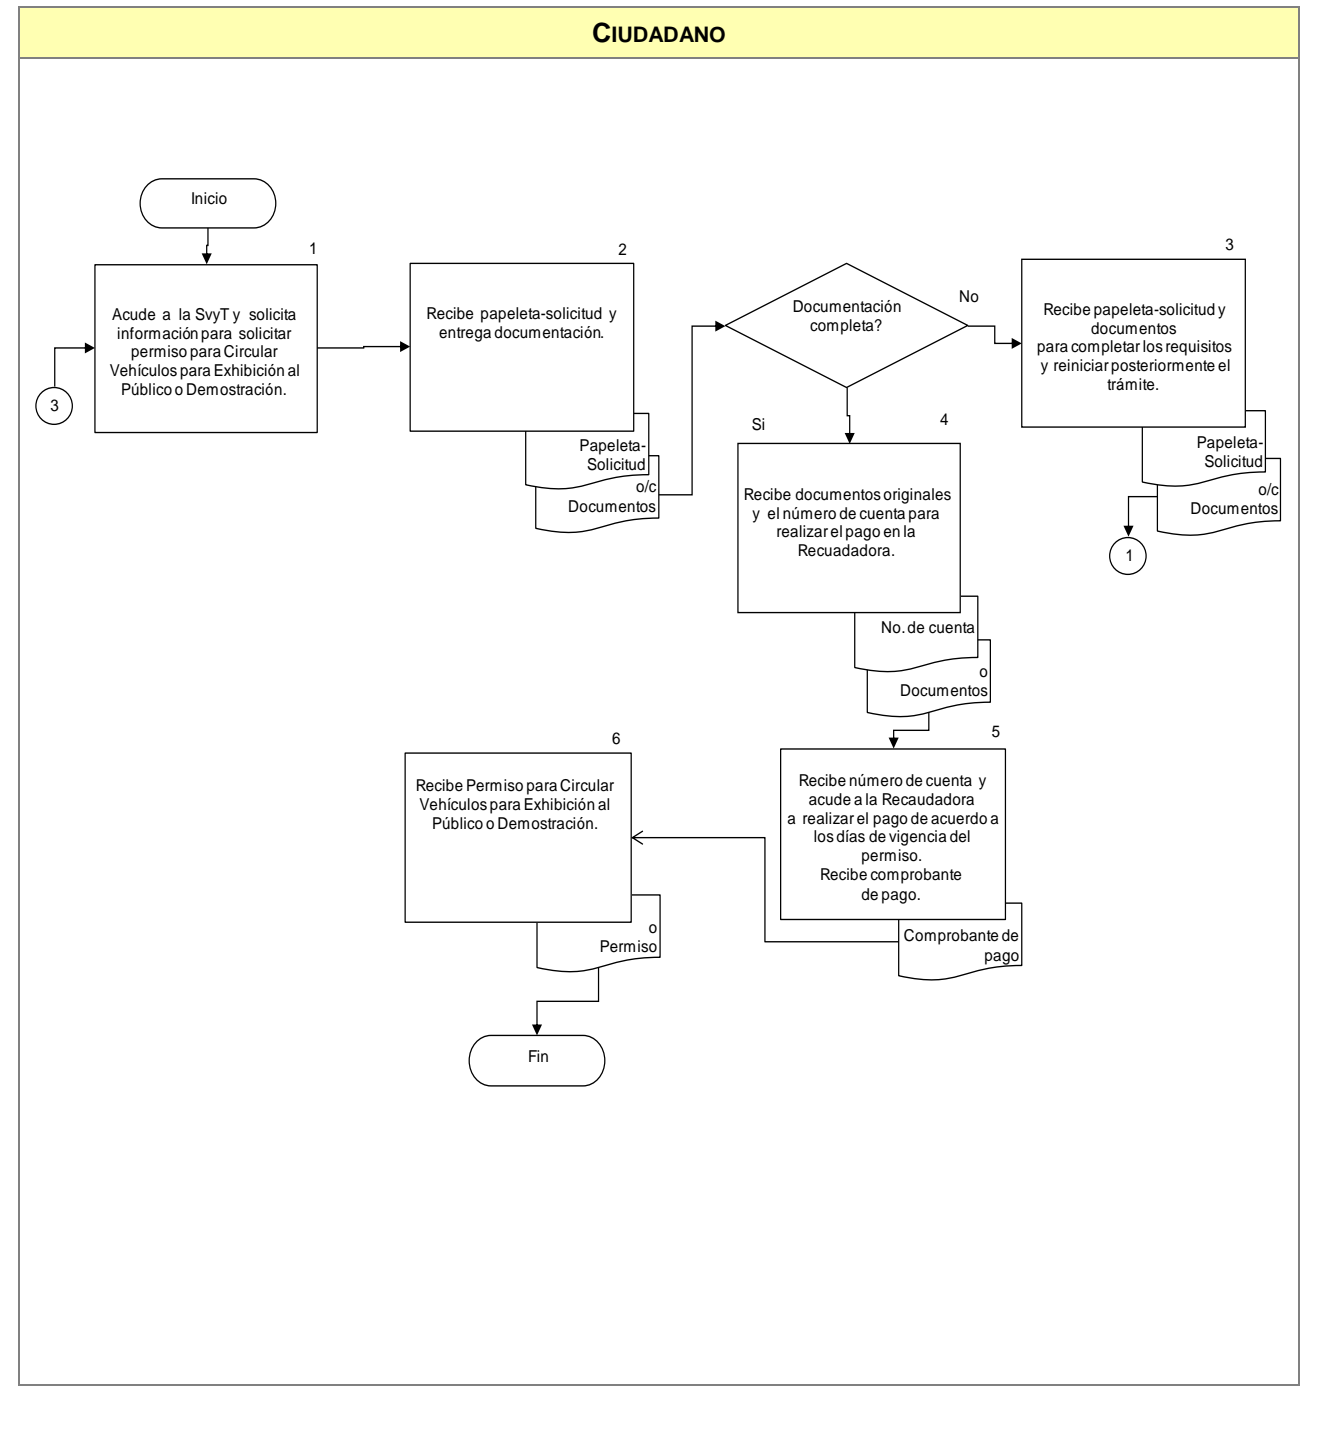 CIUDADANO
Inicio
1
Acude a la SvyT y solicita
información para solicitar
permiso para Circular
Vehículos para Exhibición al
Público o Demostración.
3
2
Recibe papeleta-solicitud y
entrega documentación.
Papeleta-
Solicitud
o/c
Documentos
Documentación
completa?
No
Si
3
Recibe papeleta-solicitud y
documentos
para completar los requisitos
y reiniciar posteriormente el
trámite.
Papeleta-
Solicitud
o/c
Documentos
1
4
Recibe documentos originales
y el número de cuenta para
realizar el pago en la
Recuadadora.
No. de cuenta
o
Documentos
5
Recibe número de cuenta y
acude a la Recaudadora
a realizar el pago de acuerdo a
los días de vigencia del
permiso.
Recibe comprobante
de pago.
Comprobante de
pago
6
Recibe Permiso para Circular
Vehículos para Exhibición al
Público o Demostración.
o
Permiso
Fin